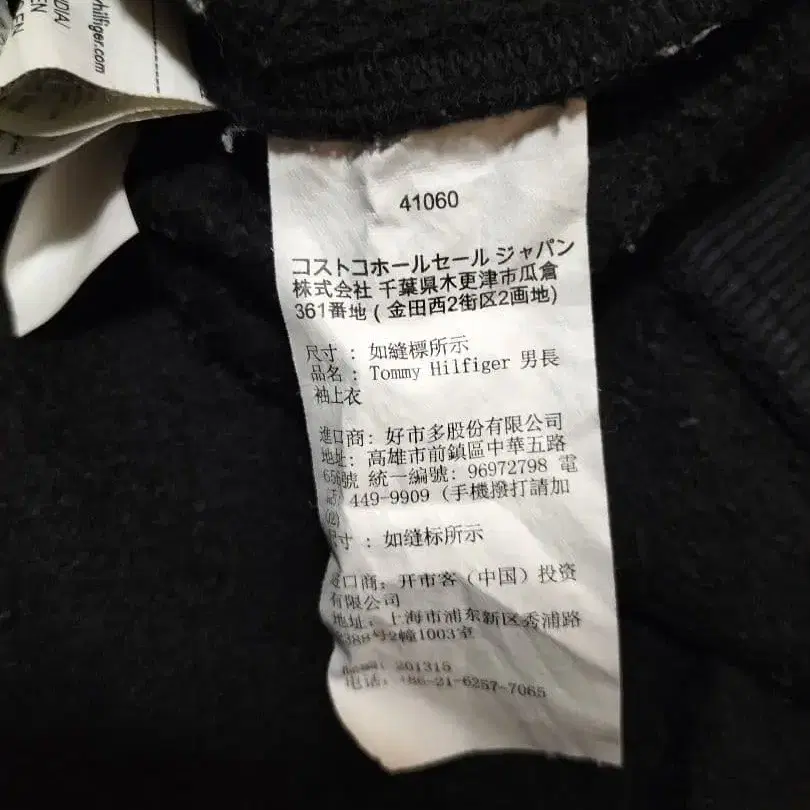 DIA/
EN
EN
hilfiger.com
41060
コストコホールセール ジャパン
株式会社 千葉県木更津市瓜倉
361番地 ( 金田西2街区2画地)
尺寸 : 如縫標所示
品名 : Tommy Hilfiger 男長
袖上衣
進口商: 好市多股份有限公司
地址: 高雄市前鎮區中華五路
656號 統一編號: 96972798 電
話) 449-9909 (手機撥打請加
尺寸 : 如缝标所示
进口商: 开市客 (中国) 投资
有限公司
地址: 上海市浦东新区秀浦路
388号2幢1003室
201315
电话: +86-21-6257-7065